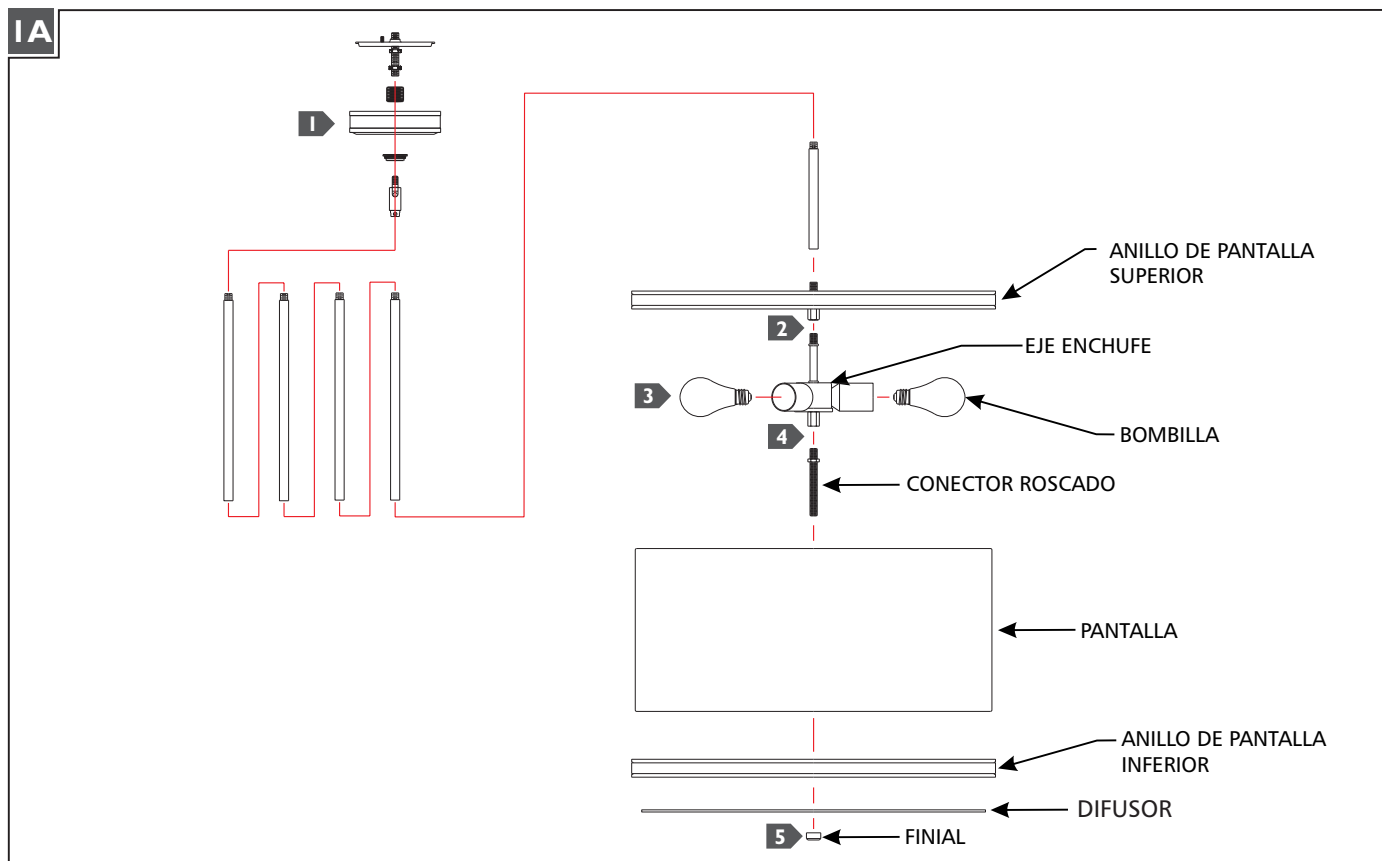 1A
1
ANILLO DE PANTALLA
SUPERIOR
2
EJE ENCHUFE
3
4
BOMBILLA
CONECTOR ROSCADO
PANTALLA
ANILLO DE PANTALLA
INFERIOR
DIFUSOR
5
FINIAL